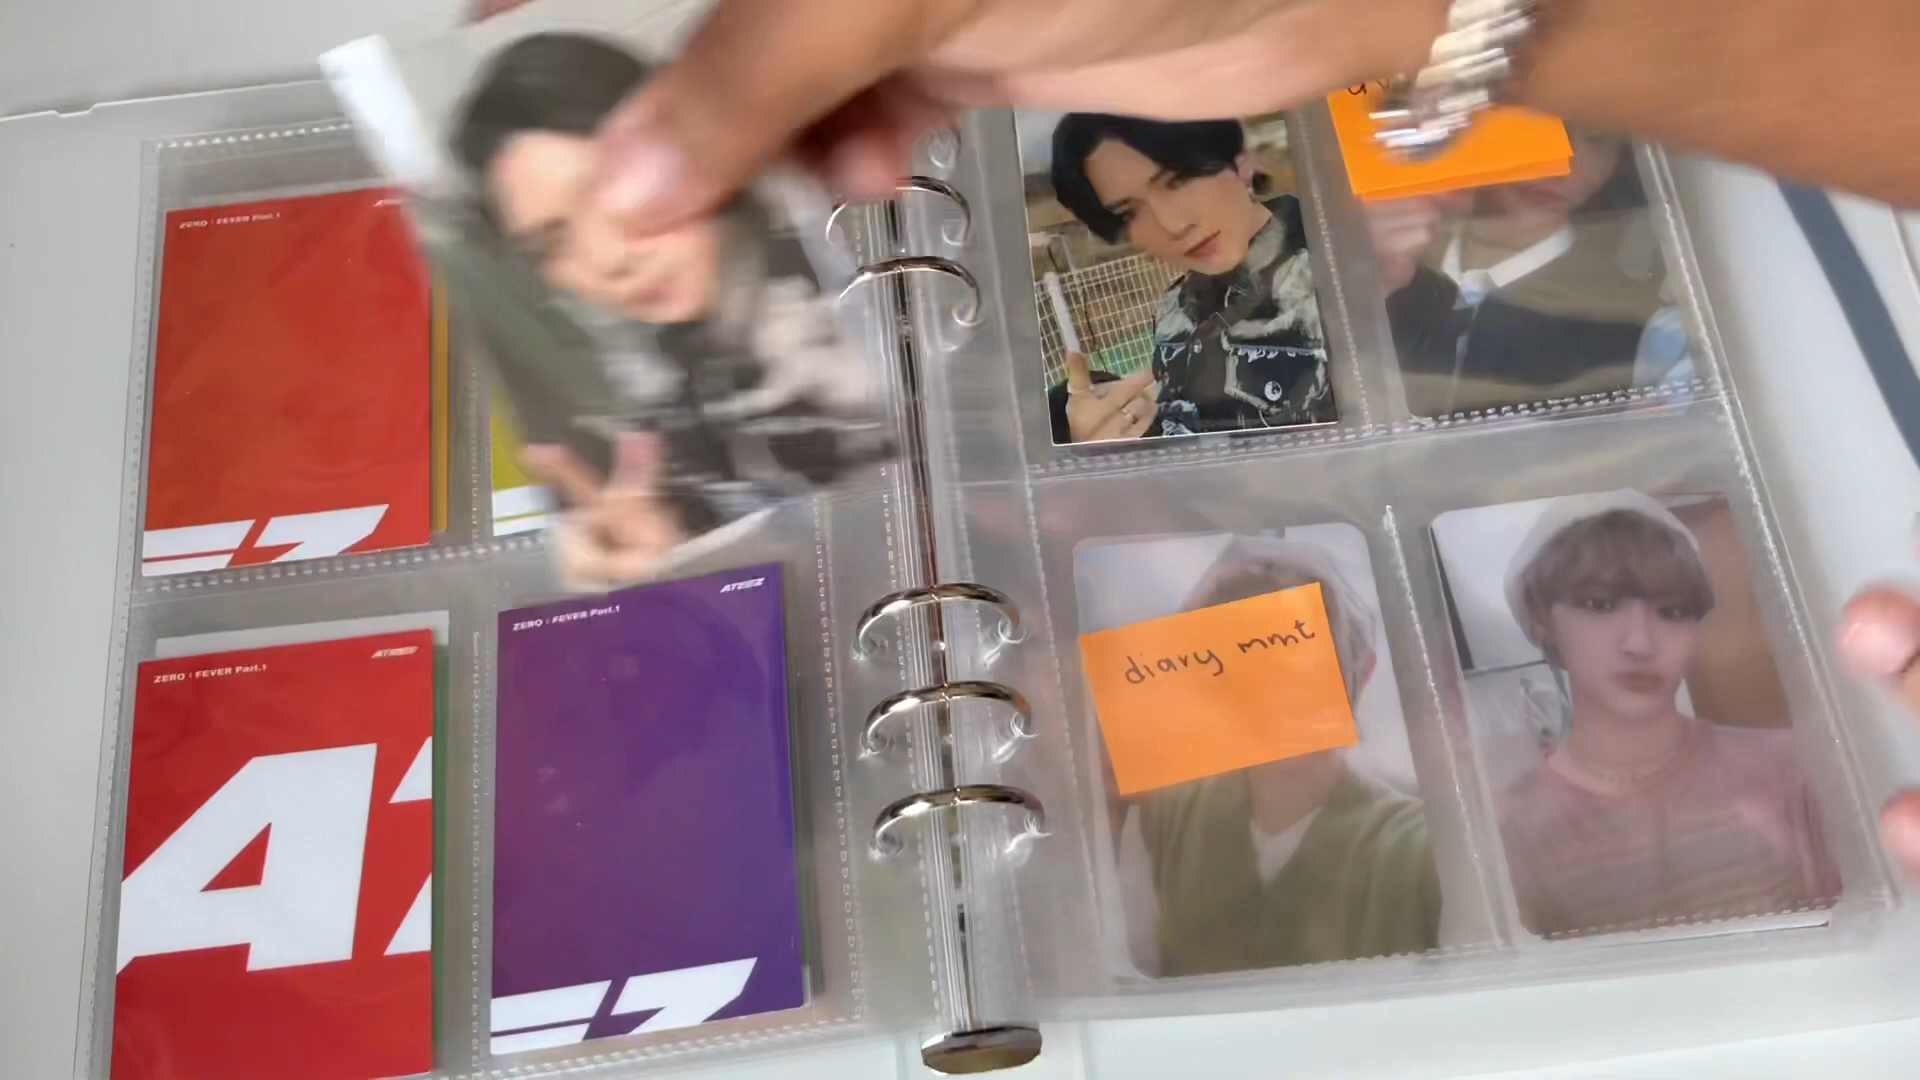 ZERO : FEVER Part.1
ZERO : FEVER Part.1
ATEEZ
ZERO : FEVER Part.1
ATEEZ
diary mmt